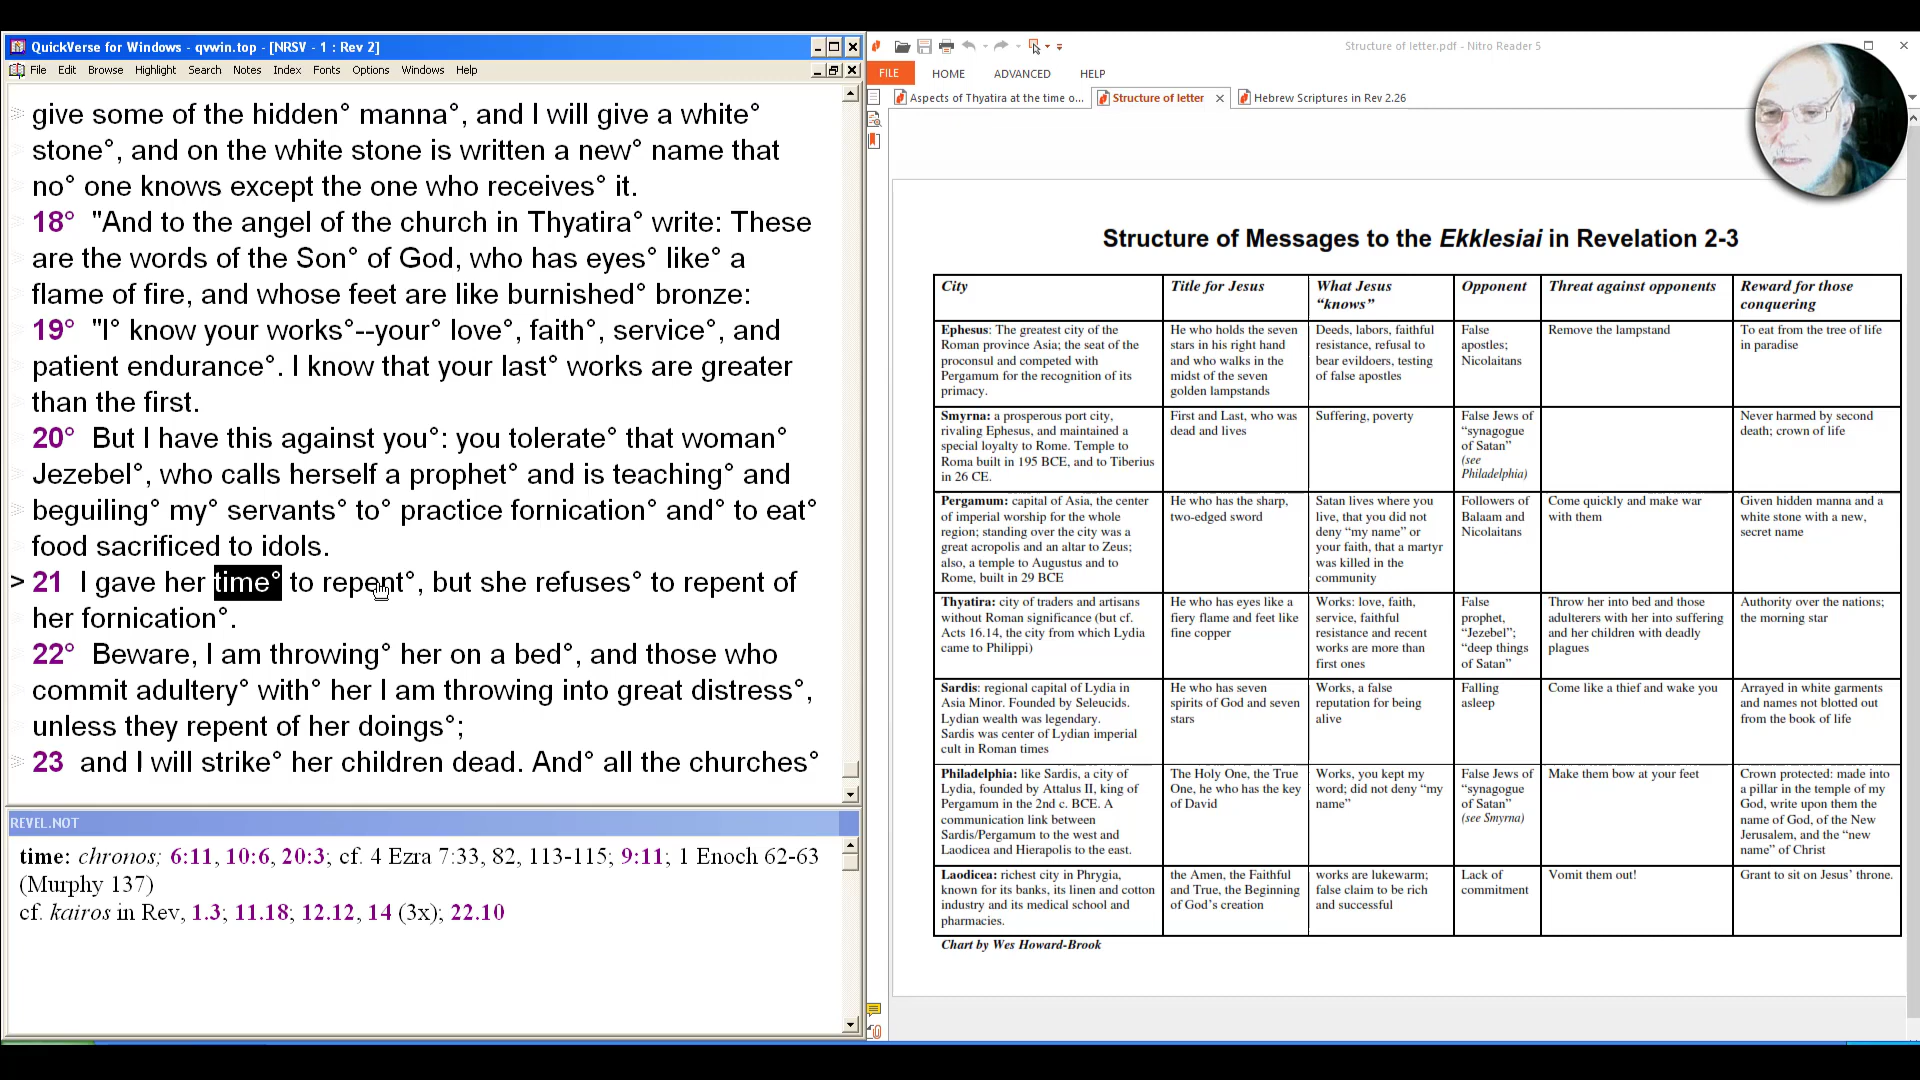 QuickVerse for Windows - qvwin.top - [NRSV - 1 : Rev 2]
File Edit Browse Highlight Search Notes Index Fonts Options Windows Help
give some of the hidden° manna°, and I will give a white°
stone°, and on the white stone is written a new° name that
no° one knows except the one who receives° it.
18° "And to the angel of the church in Thyatira° write: These
are the words of the Son° of God, who has eyes° like° a
flame of fire, and whose feet are like burnished° bronze:
19° "I° know your works°--your° love°, faith°, service°, and
patient endurance°. I know that your last° works are greater
than the first.
20° But I have this against you°: you tolerate° that woman°
Jezebel°, who calls herself a prophet° and is teaching° and
beguiling° my° servants° to° practice fornication° and° to eat°
food sacrificed to idols.
> 21 I gave her time° to repent°, but she refuses° to repent of
her fornication°.
22° Beware, I am throwing° her on a bed°, and those who
commit adultery° with° her I am throwing into great distress°,
unless they repent of her doings°;
23 and I will strike° her children dead. And° all the churches°
REVEL.NOT
time: chronos; 6:11, 10:6, 20:3; cf. 4 Ezra 7:33, 82, 113-115; 9:11; 1 Enoch 62-63
(Murphy 137)
cf. kairos in Rev, 1.3; 11.18; 12.12, 14 (3x); 22.10
Structure of letter.pdf - Nitro Reader 5
FILE HOME ADVANCED HELP
Aspects of Thyatira at the time o... Structure of letter Hebrew Scriptures in Rev 2.26
Structure of Messages to the Ekklesiai in Revelation 2-3
City
Title for Jesus
What Jesus
“knows”
Opponent
Threat against opponents
Reward for those
conquering
Ephesus: The greatest city of the
Roman province Asia; the seat of the
proconsul and competed with
Pergamum for the recognition of its
primacy.
He who holds the seven
stars in his right hand
and who walks in the
midst of the seven
golden lampstands
Deeds, labors, faithful
resistance, refusal to
bear evildoers, testing
of false apostles
False
apostles;
Nicolaitans
Remove the lampstand
To eat from the tree of life
in paradise
Smyrna: a prosperous port city,
rivaling Ephesus, and maintained a
special loyalty to Rome. Temple to
Roma built in 195 BCE, and to Tiberius
in 26 CE.
First and Last, who was
dead and lives
Suffering, poverty
False Jews of
“synagogue
of Satan”
(see
Philadelphia)
Never harmed by second
death; crown of life
Pergamum: capital of Asia, the center
of imperial worship for the whole
region; standing over the city was a
great acropolis and an altar to Zeus;
also, a temple to Augustus and to
Rome, built in 29 BCE
He who has the sharp,
two-edged sword
Satan lives where you
live, that you did not
deny “my name” or
your faith, that a martyr
was killed in the
community
Followers of
Balaam and
Nicolaitans
Come quickly and make war
with them
Given hidden manna and a
white stone with a new,
secret name
Thyatira: city of traders and artisans
without Roman significance (but cf.
Acts 16.14, the city from which Lydia
came to Philippi)
He who has eyes like a
fiery flame and feet like
fine copper
Works: love, faith,
service, faithful
resistance and recent
works are more than
first ones
False
prophet,
“Jezebel”;
“deep things
of Satan”
Throw her into bed and those
adulterers with her into suffering
and her children with deadly
plagues
Authority over the nations;
the morning star
Sardis: regional capital of Lydia in
Asia Minor. Founded by Seleucids.
Lydian wealth was legendary.
Sardis was center of Lydian imperial
cult in Roman times
He who has seven
spirits of God and seven
stars
Works, a false
reputation for being
alive
Falling
asleep
Come like a thief and wake you
Arrayed in white garments
and names not blotted out
from the book of life
Philadelphia: like Sardis, a city of
Lydia, founded by Attalus II, king of
Pergamum in the 2nd c. BCE. A
communication link between
Sardis/Pergamum to the west and
Laodicea and Hierapolis to the east.
The Holy One, the True
One, he who has the key
of David
Works, you kept my
word; did not deny “my
name”
False Jews of
“synagogue
of Satan”
(see Smyrna)
Make them bow at your feet
Crown protected: made into
a pillar in the temple of my
God, write upon them the
name of God, of the New
Jerusalem, and the “new
name” of Christ
Laodicea: richest city in Phrygia,
known for its banks, its linen and cotton
industry and its medical school and
pharmacies.
the Amen, the Faithful
and True, the Beginning
of God’s creation
works are lukewarm;
false claim to be rich
and successful
Lack of
commitment
Vomit them out!
Grant to sit on Jesus’ throne.
Chart by Wes Howard-Brook